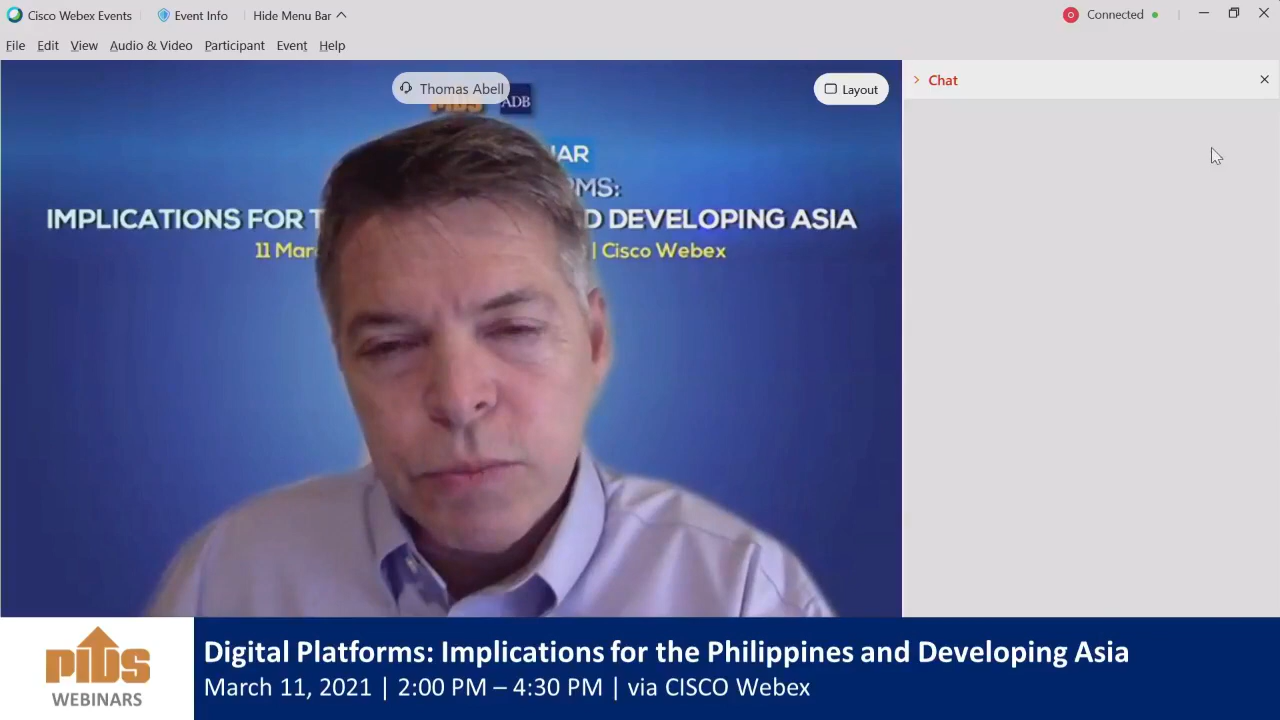 Cisco Webex Events
Event Info
Hide Menu Bar
Connected
File Edit View Audio & Video Participant Event Help
Thomas Abell
Layout
Chat
ADB
IMPLICATIONS FOR D DEVELOPING ASIA
11 Mar | Cisco Webex
pids
WEBINARS
Digital Platforms: Implications for the Philippines and Developing Asia
March 11, 2021 | 2:00 PM – 4:30 PM | via CISCO Webex